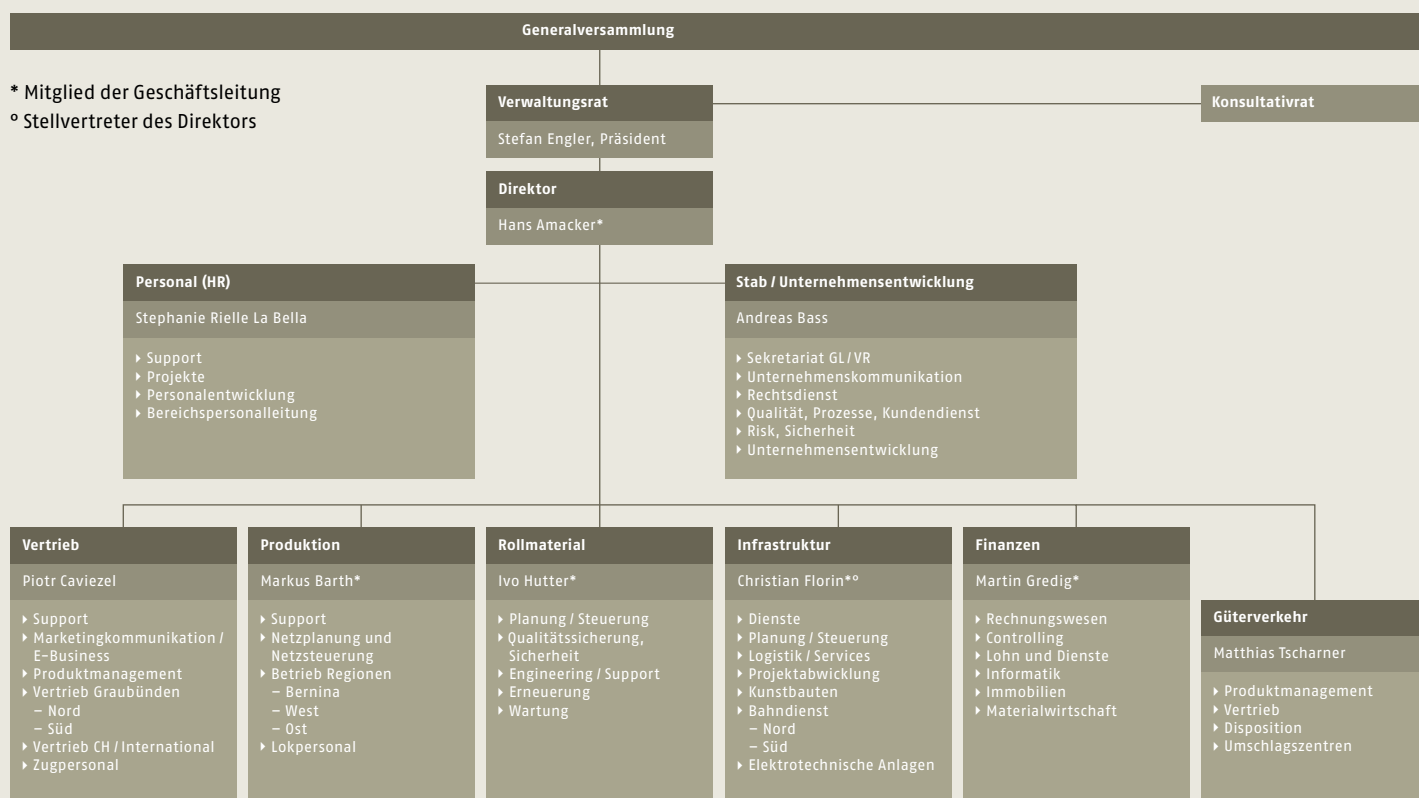 Generalversammlung
* Mitglied der Geschäftsleitung
° Stellvertreter des Direktors
Verwaltungsrat
Stefan Engler, Präsident
Konsultativrat
Direktor
Hans Amacker*
Personal (HR)
Stephanie Rielle La Bella
Support
Projekte
Personalentwicklung
Bereichspersonalleitung
Stab / Unternehmensentwicklung
Andreas Bass
Sekretariat GL / VR
Unternehmenskommunikation
Rechtsdienst
Qualität, Prozesse, Kundendienst
Risk, Sicherheit
Unternehmensentwicklung
Vertrieb
Piotr Caviezel
Support
Marketingkommunikation /
E-Business
Produktmanagement
Vertrieb Graubünden
– Nord
– Süd
Vertrieb CH / International
Zugpersonal
Produktion
Markus Barth*
Support
Netzplanung und
Netzsteuerung
Betrieb Regionen
– Bernina
– West
– Ost
Lokpersonal
Rollmaterial
Ivo Hutter*
Planung / Steuerung
Qualitätssicherung,
Sicherheit
Engineering / Support
Erneuerung
Wartung
Infrastruktur
Christian Florin*°
Dienste
Planung / Steuerung
Logistik / Services
Projektabwicklung
Kunstbauten
Bahndienst
– Nord
– Süd
Elektrotechnische Anlagen
Finanzen
Martin Gredig*
Rechnungswesen
Controlling
Lohn und Dienste
Informatik
Immobilien
Materialwirtschaft
Güterverkehr
Matthias Tscharner
Produktmanagement
Vertrieb
Disposition
Umschlagszentren